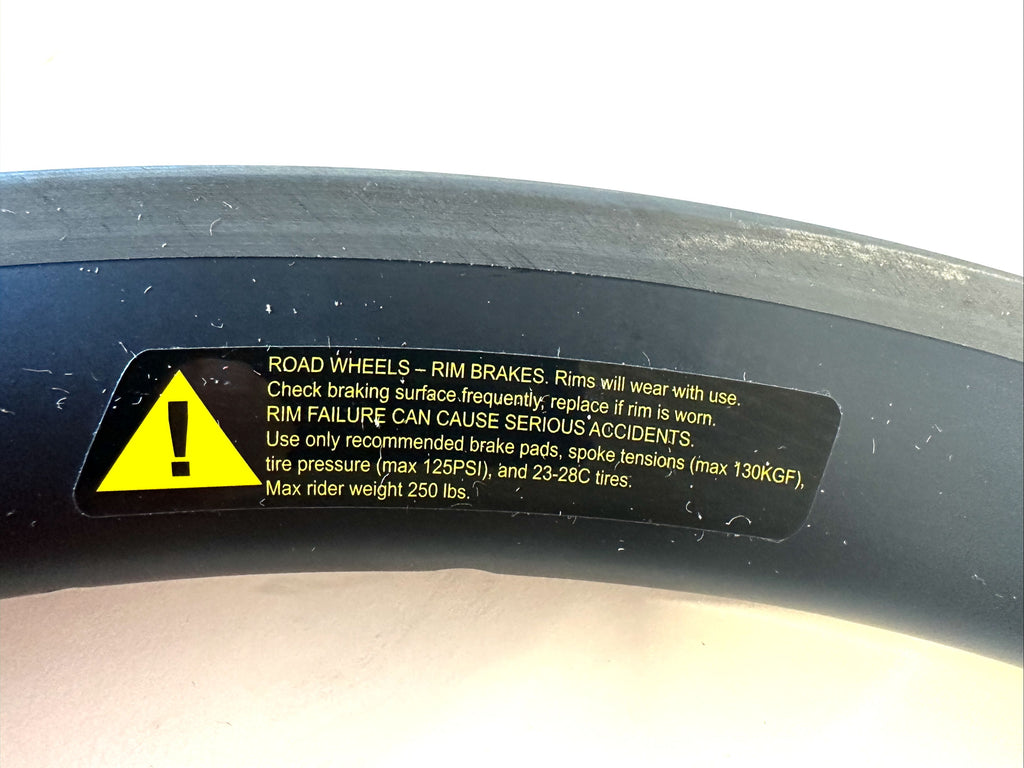 ROAD WHEELS – RIM BRAKES. Rims will wear with use.
Check braking surface frequently, replace if rim is worn.
RIM FAILURE CAN CAUSE SERIOUS ACCIDENTS.
Use only recommended brake pads, spoke tensions (max 130KGF),
tire pressure (max 125PSI), and 23-28C tires.
Max rider weight 250 lbs.